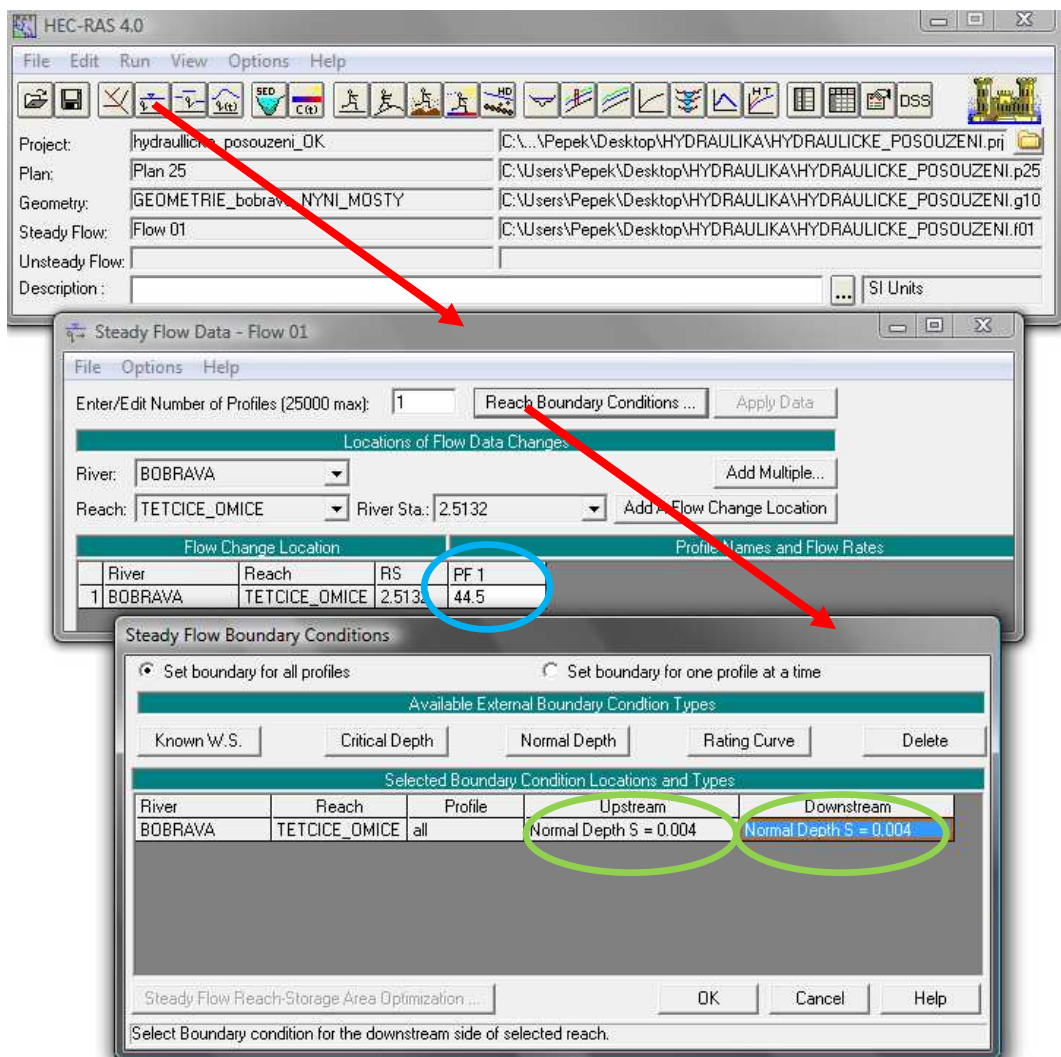 HEC-RAS 4.0
File Edit Run View Options Help
SED C(t) HD HT DSS
Project: hydraullicke_posouzeni_OK C:\...\Pepek\Desktop\HYDRAULIKA\HYDRAULICKE_POSOUZENI.prj
Plan: Plan 25 C:\Users\Pepek\Desktop\HYDRAULIKA\HYDRAULICKE_POSOUZENI.p25
Geometry: GEOMETRIE_bobrava_NYNI_MOSTY C:\Users\Pepek\Desktop\HYDRAULIKA\HYDRAULICKE_POSOUZENI.g10
Steady Flow: Flow 01 C:\Users\Pepek\Desktop\HYDRAULIKA\HYDRAULICKE_POSOUZENI.f01
Unsteady Flow:
Description : ... SI Units
Steady Flow Data - Flow 01
File Options Help
Enter/Edit Number of Profiles (25000 max): 1 Reach Boundary Conditions ... Apply Data
Locations of Flow Data Changes
River: BOBRAVA Add Multiple...
Reach: TETCICE_OMICE River Sta.: 2.5132 Add A Flow Change Location
Flow Change Location Profile Names and Flow Rates
River Reach RS PF 1
1 BOBRAVA TETCICE_OMICE 2.5132 44.5
Steady Flow Boundary Conditions
Set boundary for all profiles Set boundary for one profile at a time
Available External Boundary Condtion Types
Known W.S. Critical Depth Normal Depth Rating Curve Delete
Selected Boundary Condition Locations and Types
River Reach Profile Upstream Downstream
BOBRAVA TETCICE_OMICE all Normal Depth S = 0.004 Normal Depth S = 0.004
Steady Flow Reach-Storage Area Optimization ... OK Cancel Help
Select Boundary condition for the downstream side of selected reach.